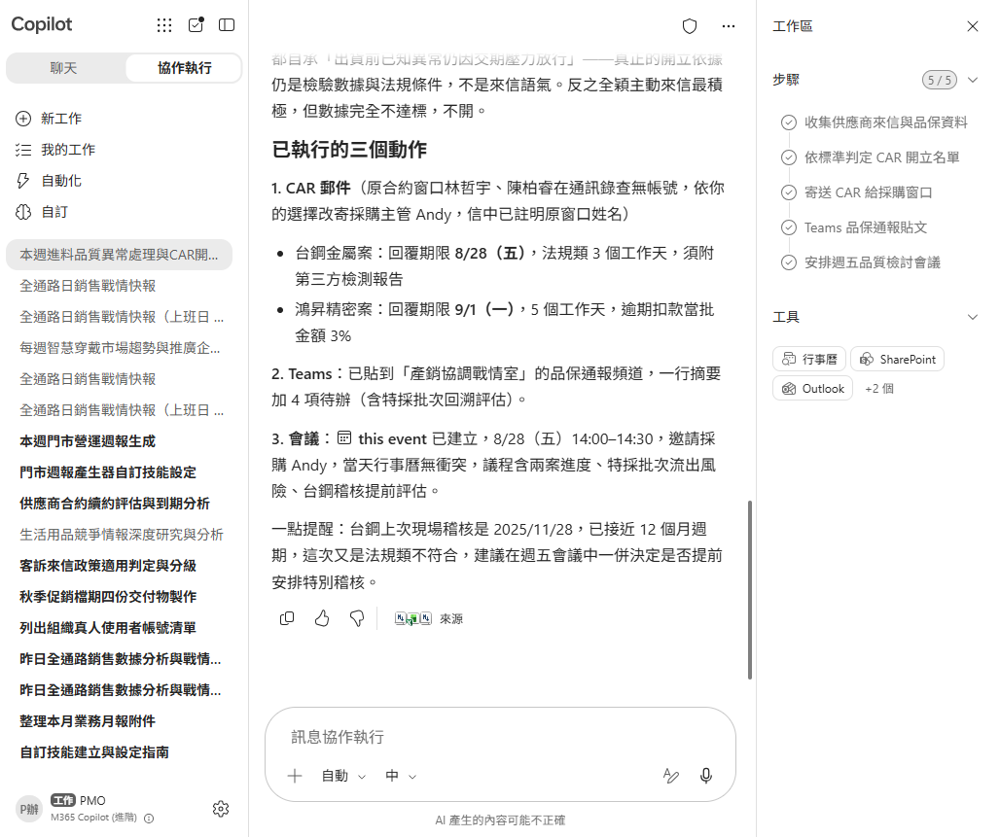 Copilot
聊天
協作執行
新工作
我的工作
自動化
自訂
本週進料品質異常處理與CAR開...
全通路日銷售戰情快報
全通路日銷售戰情快報（上班日 ...
每週智慧穿戴市場趨勢與推廣企...
全通路日銷售戰情快報
全通路日銷售戰情快報（上班日 ...
本週門市營運週報生成
門市週報產生器自訂技能設定
供應商合約續約評估與到期分析
生活用品競爭情報深度研究與分析
客訴來信政策適用判定與分級
秋季促銷檔期四份交付物製作
列出組織真人使用者帳號清單
昨日全通路銷售數據分析與戰情...
昨日全通路銷售數據分析與戰情...
整理本月業務月報附件
自訂技能建立與設定指南
P辦
工作 PMO
M365 Copilot (進階)
都自承「出貨前已知異常仍因交期壓力放行」——真正的開立依據
仍是檢驗數據與法規條件，不是來信語氣。反之全穎主動來信最積
極，但數據完全不達標，不開。
已執行的三個動作
1. CAR 郵件（原合約窗口林哲宇、陳柏睿在通訊錄查無帳號，依你
的選擇改寄採購主管 Andy，信中已註明原窗口姓名）
• 台鋼金屬案：回覆期限 8/28（五），法規類 3 個工作天，須附
第三方檢測報告
• 鴻昇精密案：回覆期限 9/1（一），5 個工作天，逾期扣款當批
金額 3%
2. Teams：已貼到「產銷協調戰情室」的品保通報頻道，一行摘要
加 4 項待辦（含特採批次回溯評估）。
3. 會議： this event 已建立，8/28（五）14:00–14:30，邀請採
購 Andy，當天行事曆無衝突，議程含兩案進度、特採批次流出風
險、台鋼稽核提前評估。
一點提醒：台鋼上次現場稽核是 2025/11/28，已接近 12 個月週
期，這次又是法規類不符合，建議在週五會議中一併決定是否提前
安排特別稽核。
來源
訊息協作執行
自動
中
AI 產生的內容可能不正確
工作區
步驟
5 / 5
收集供應商來信與品保資料
依標準判定 CAR 開立名單
寄送 CAR 給採購窗口
Teams 品保通報貼文
安排週五品質檢討會議
工具
行事曆
SharePoint
Outlook
+2 個